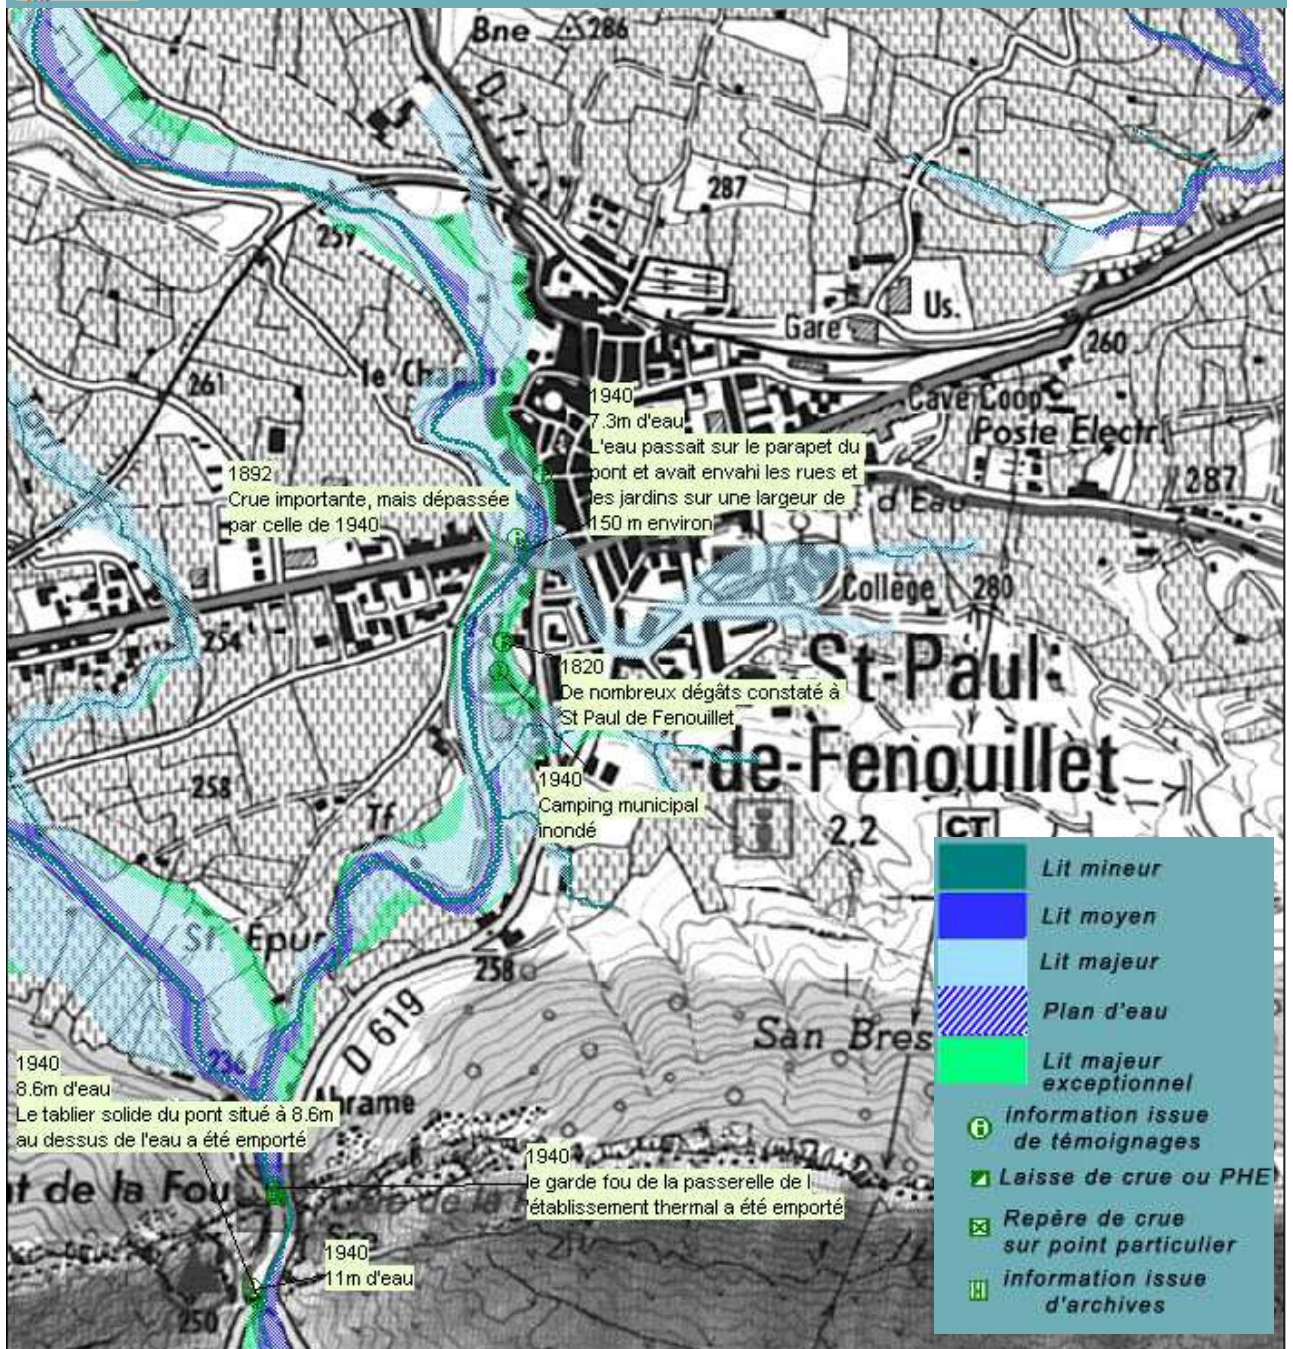 Bne 286
D
287
259
Us.
Gare
260
le Chapitre
261
Cave Coop
Poste Electr
1940
7.3m d'eau
L'eau passait sur le parapet du
pont et avait envahi les rues et
les jardins sur une largeur de
150 m environ
1892
Crue importante, mais dépassée
par celle de 1940
287
d'Eau
Collège
280
254
St-Paul
-de-Fenouillet
1820
De nombreux dégâts constaté à
St Paul de Fenouillet
258
1940
Camping municipal
inondé
Tf
2,2
CT
Lit mineur
Lit moyen
Lit majeur
Plan d'eau
Lit majeur
exceptionnel
Information issue
de témoignages
Laisse de crue ou PHE
Repère de crue
sur point particulier
information issue
d'archives
St Epur
258
D 619
San Bres
236
1940
8.6m d'eau
Le tablier solide du pont situé à 8.6m
au dessus de l'eau a été emporté
Abrame
1940
le garde fou de la passerelle de l
'établissement thermal a été emporté
t de la Fou
de la
1940
11m d'eau
250